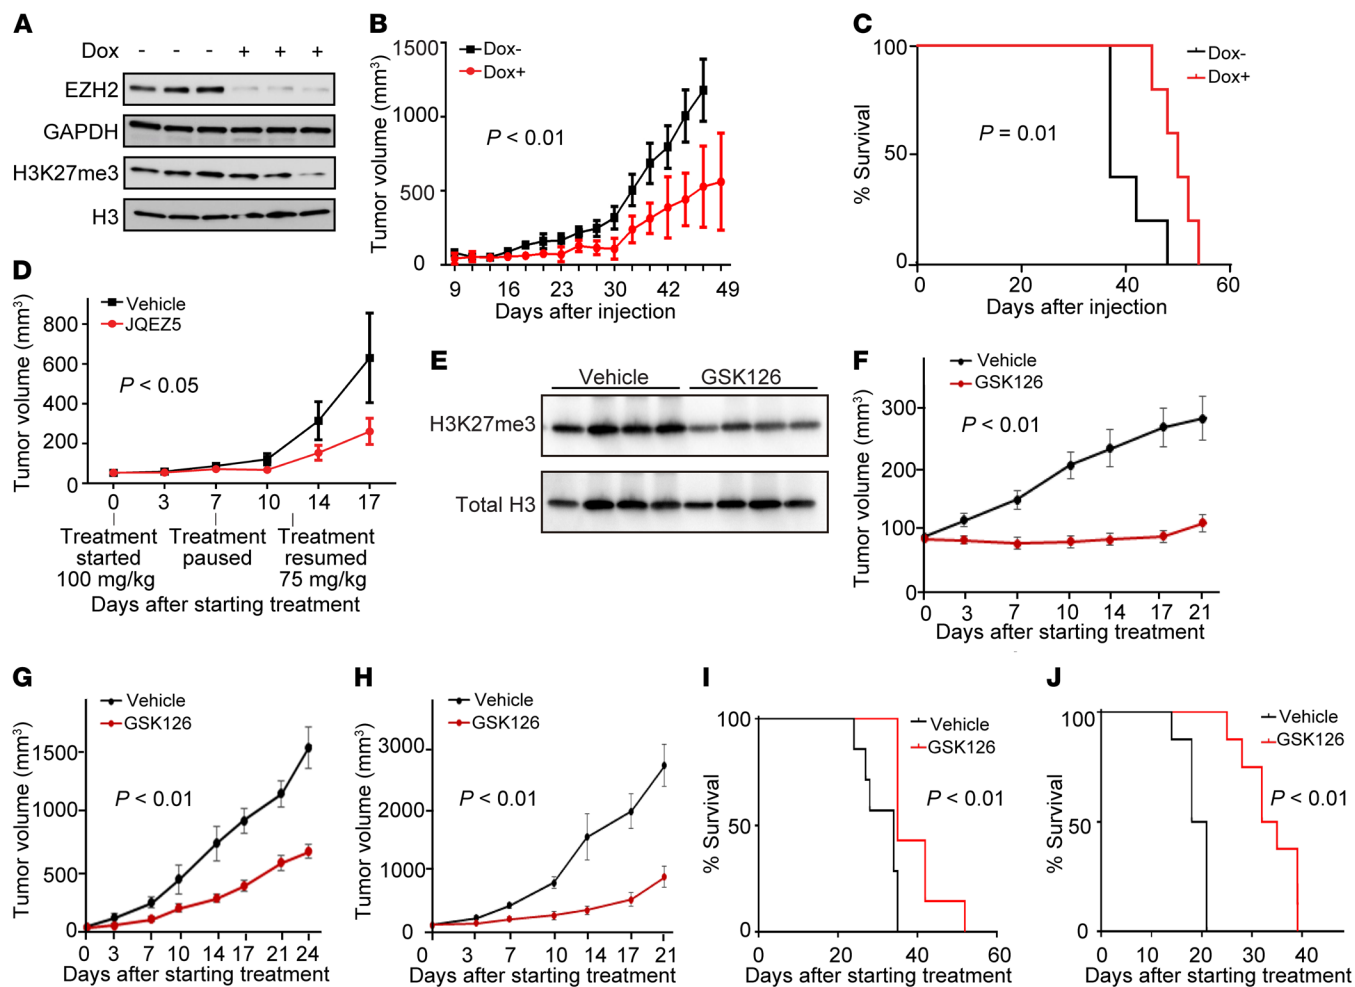 A
Dox - - - + + +
EZH2
GAPDH
H3K27me3
H3
B
Tumor volume (mm³)
1500
1000
500
0
Dox-
Dox+
P < 0.01
9 16 23 30 42 49
Days after injection
C
% Survival
100
50
0
Dox-
Dox+
P = 0.01
0 20 40 60
Days after injection
D
Tumor volume (mm³)
800
600
400
200
0
Vehicle
JQEZ5
P < 0.05
0 3 7 10 14 17
Treatment started 100 mg/kg
Treatment paused
Treatment resumed 75 mg/kg
Days after starting treatment
E
Vehicle GSK126
H3K27me3
Total H3
F
Tumor volume (mm³)
300
200
100
0
Vehicle
GSK126
P < 0.01
0 3 7 10 14 17 21
Days after starting treatment
G
Tumor volume (mm³)
1500
1000
500
0
Vehicle
GSK126
P < 0.01
0 3 7 10 14 17 21 24
Days after starting treatment
H
Tumor volume (mm³)
3000
2000
1000
0
Vehicle
GSK126
P < 0.01
0 3 7 10 14 17 21
Days after starting treatment
I
% Survival
100
50
0
Vehicle
GSK126
P < 0.01
0 20 40 60
Days after starting treatment
J
% Survival
100
50
0
Vehicle
GSK126
P < 0.01
0 10 20 30 40
Days after starting treatment